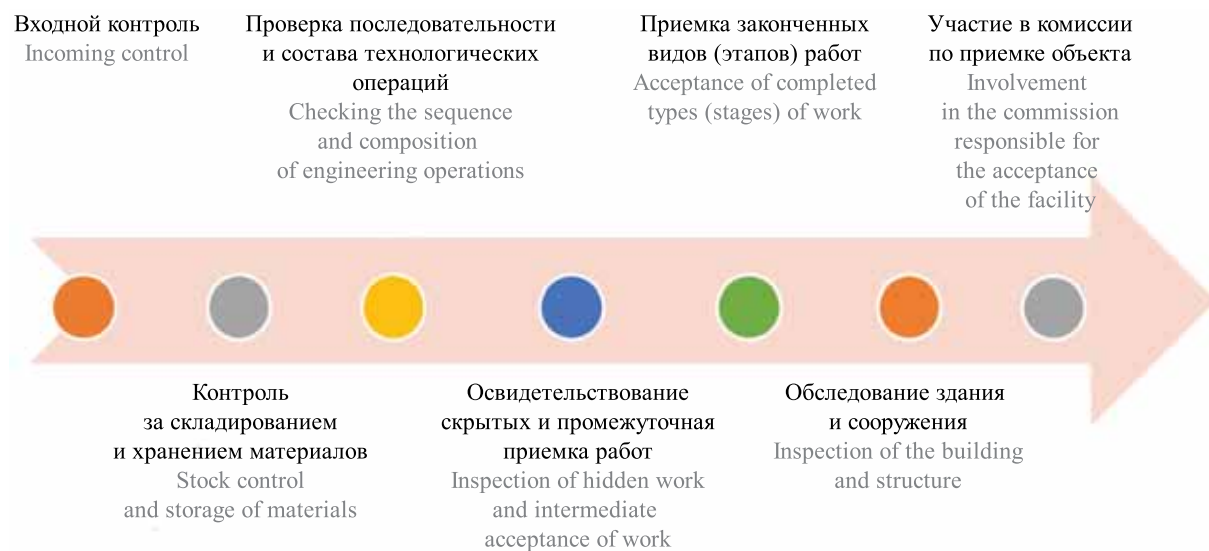 Входной контроль
Incoming control
Проверка последовательности
и состава технологических
операций
Checking the sequence
and composition
of engineering operations
Приемка законченных
видов (этапов) работ
Acceptance of completed
types (stages) of work
Участие в комиссии
по приемке объекта
Involvement
in the commission
responsible for
the acceptance
of the facility
Контроль
за складированием
и хранением материалов
Stock control
and storage of materials
Освидетельствование
скрытых и промежуточная
приемка работ
Inspection of hidden work
and intermediate
acceptance of work
Обследование здания
и сооружения
Inspection of the building
and structure